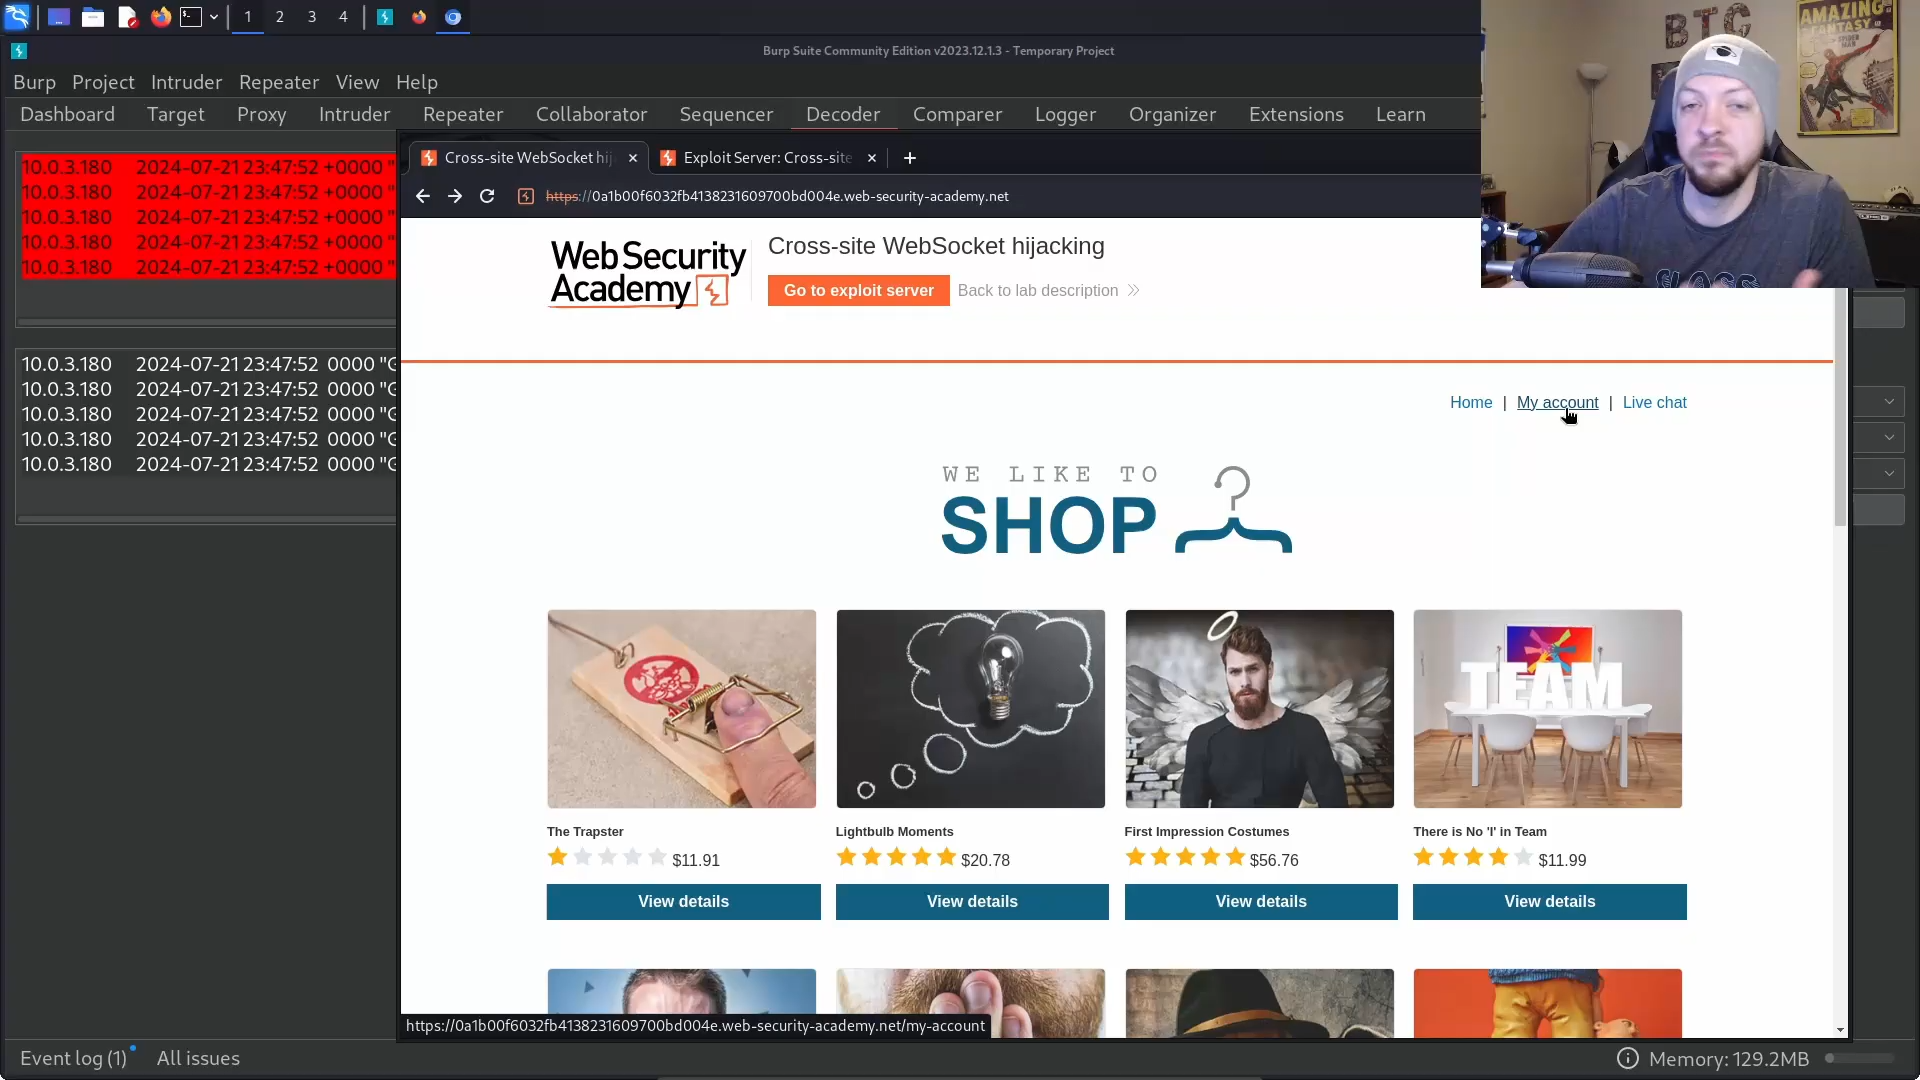 1 2 3 4
Burp Suite Community Edition v2023.12.1.3 - Temporary Project
Burp Project Intruder Repeater View Help
Dashboard Target Proxy Intruder Repeater Collaborator Sequencer Decoder Comparer Logger Organizer Extensions Learn
10.0.3.180 2024-07-21 23:47:52 +0000 "
10.0.3.180 2024-07-21 23:47:52 +0000 "
10.0.3.180 2024-07-21 23:47:52 +0000 "
10.0.3.180 2024-07-21 23:47:52 +0000 "
10.0.3.180 2024-07-21 23:47:52 +0000 "
10.0.3.180 2024-07-21 23:47:52 0000 "G
10.0.3.180 2024-07-21 23:47:52 0000 "G
10.0.3.180 2024-07-21 23:47:52 0000 "G
10.0.3.180 2024-07-21 23:47:52 0000 "G
10.0.3.180 2024-07-21 23:47:52 0000 "G
Cross-site WebSocket hij
Exploit Server: Cross-site
https://0a1b00f6032fb4138231609700bd004e.web-security-academy.net
WebSecurity
Academy
Cross-site WebSocket hijacking
Go to exploit server
Back to lab description
Home | My account | Live chat
WE LIKE TO
SHOP
TEAM
The Trapster
$11.91
View details
Lightbulb Moments
$20.78
View details
First Impression Costumes
$56.76
View details
There is No 'I' in Team
$11.99
View details
https://0a1b00f6032fb4138231609700bd004e.web-security-academy.net/my-account
Event log (1) All issues
Memory: 129.2MB
BTC
AMAZING
FANTASY